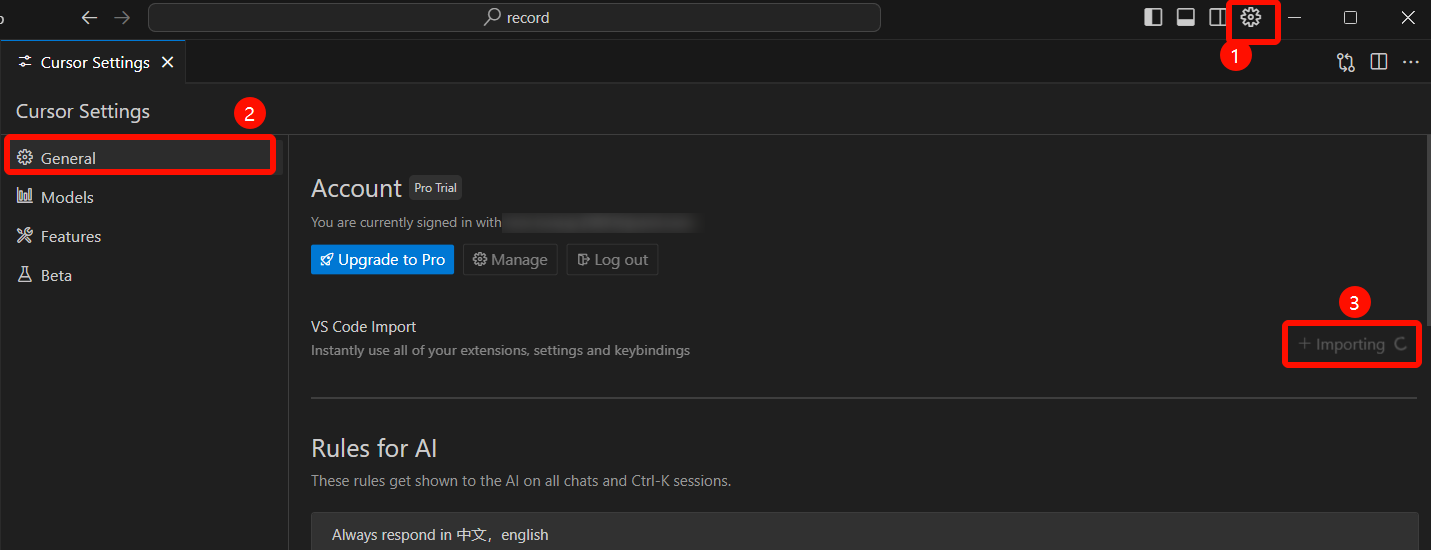 record
1
Cursor Settings
Cursor Settings
2
General
Models
Features
Beta
Account Pro Trial
You are currently signed in with
Upgrade to Pro Manage Log out
3
VS Code Import
Instantly use all of your extensions, settings and keybindings
+ Importing
Rules for AI
These rules get shown to the AI on all chats and Ctrl-K sessions.
Always respond in 中文，english